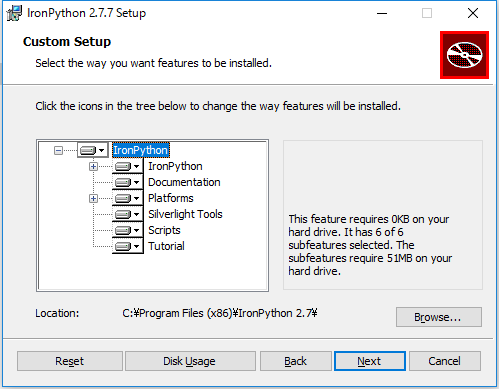 IronPython 2.7.7 Setup
Custom Setup
Select the way you want features to be installed.
Click the icons in the tree below to change the way features will be installed.
IronPython
IronPython
Documentation
Platforms
Silverlight Tools
Scripts
Tutorial
This feature requires 0KB on your
hard drive. It has 6 of 6
subfeatures selected. The
subfeatures require 51MB on your
hard drive.
Location: C:¥Program Files (x86)¥IronPython 2.7¥
Browse...
Reset Disk Usage Back Next Cancel